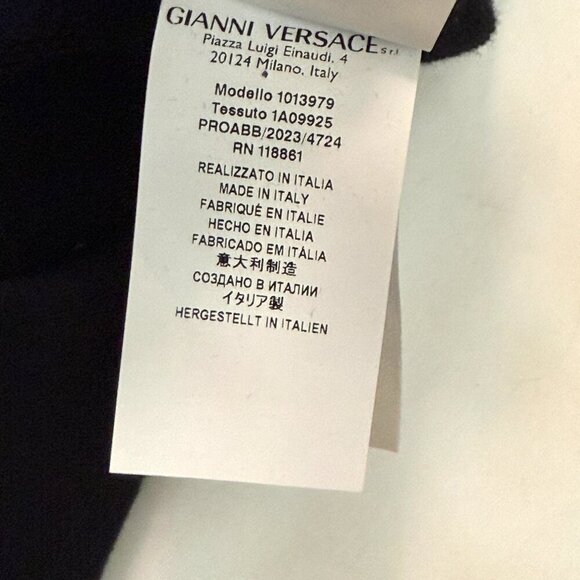 GIANNI VERSACE s.r.l.
Piazza Luigi Einaudi, 4
20124 Milano, Italy
Modello 1013979
Tessuto 1A09925
PROABB/2023/4724
RN 118861
REALIZZATO IN ITALIA
MADE IN ITALY
FABRIQUÉ EN ITALIE
HECHO EN ITALIA
FABRICADO EM ITÁLIA
意大利制造
СОЗДАНО В ИТАЛИИ
イタリア製
HERGESTELLT IN ITALIEN